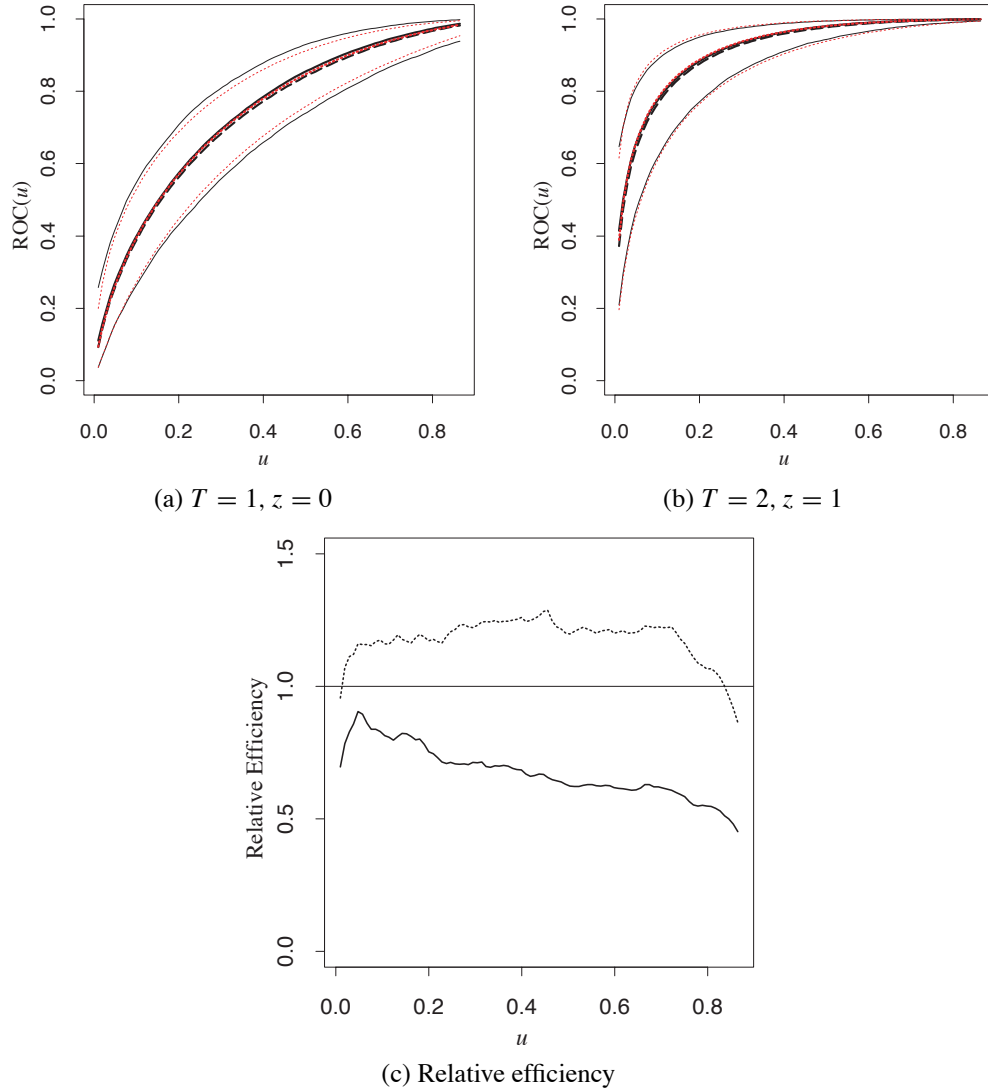 1.0
0.8
0.6
0.4
0.2
0.0
ROC(u)
0.0 0.2 0.4 0.6 0.8
u
(a) T = 1, z = 0
1.0
0.8
0.6
0.4
0.2
0.0
ROC(u)
0.0 0.2 0.4 0.6 0.8
u
(b) T = 2, z = 1
1.5
1.0
0.5
0.0
Relative Efficiency
0.0 0.2 0.4 0.6 0.8
u
(c) Relative efficiency